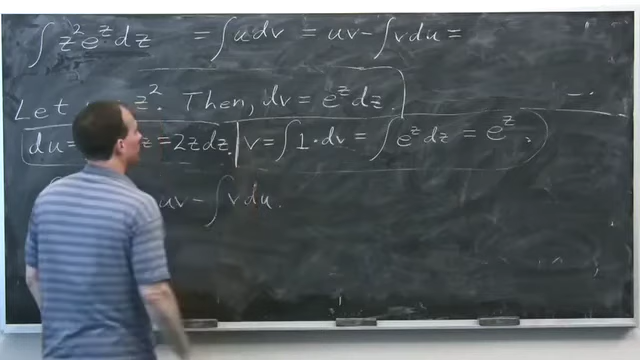 ∫ z² e^z dz = ∫ u dv = uv - ∫ v du =
Let z². Then, dv = e^z dz.
du = z = 2z dz. | v = ∫ 1 · dv = ∫ e^z dz = e^z.
uv - ∫ v du.